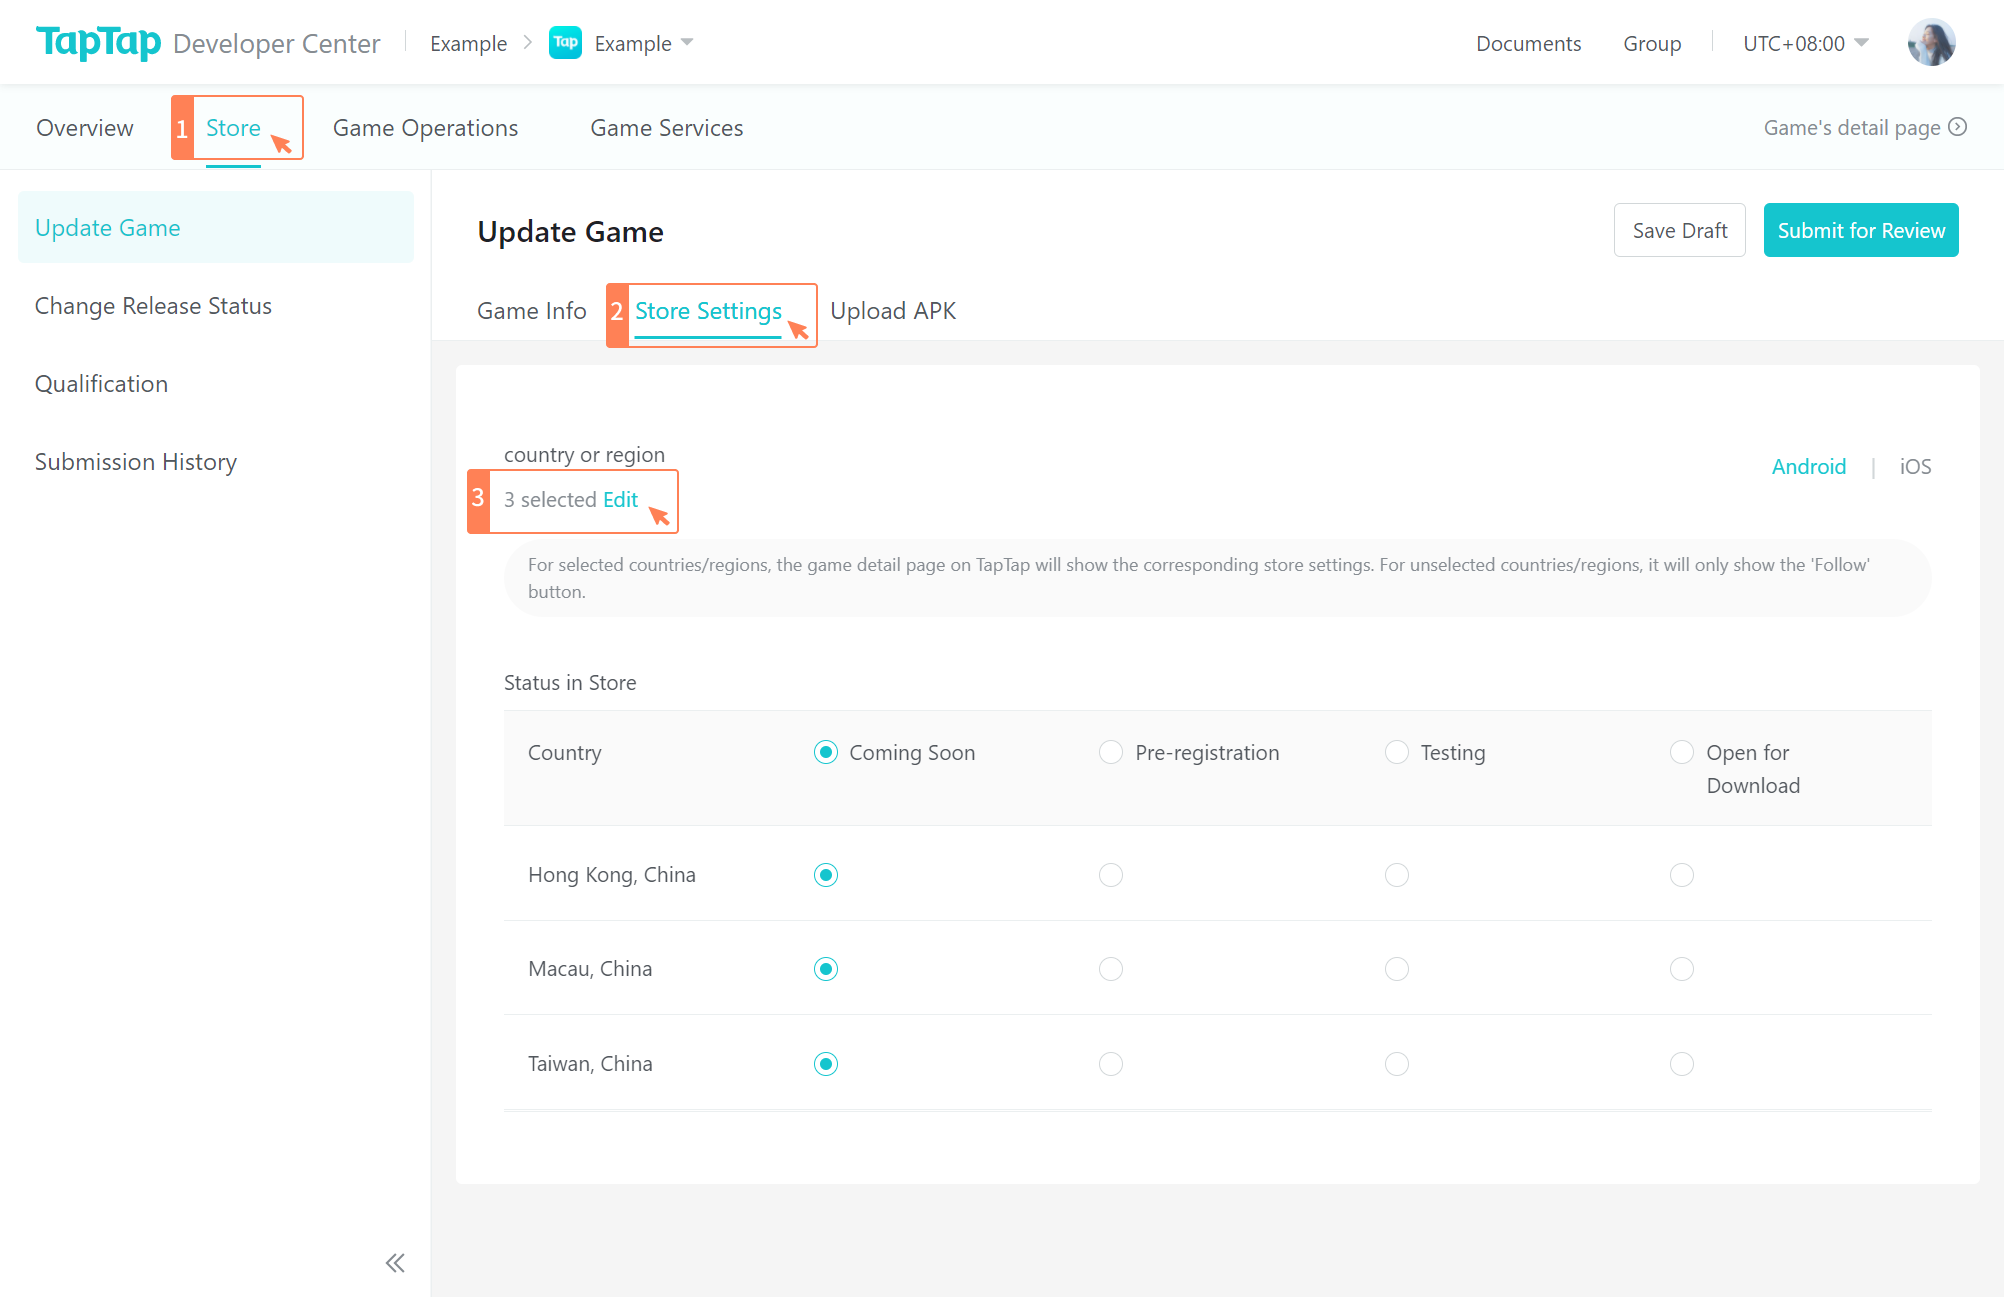 TapTap Developer Center Example Tap Example Documents Group UTC+08:00
Overview 1 Store Game Operations Game Services Game's detail page
Update Game
Change Release Status
Qualification
Submission History
Update Game Save Draft Submit for Review
Game Info 2 Store Settings Upload APK
country or region
Android | iOS
3 3 selected Edit
For selected countries/regions, the game detail page on TapTap will show the corresponding store settings. For unselected countries/regions, it will only show the 'Follow'
button.
Status in Store
Country Coming Soon Pre-registration Testing Open for
Download
Hong Kong, China
Macau, China
Taiwan, China